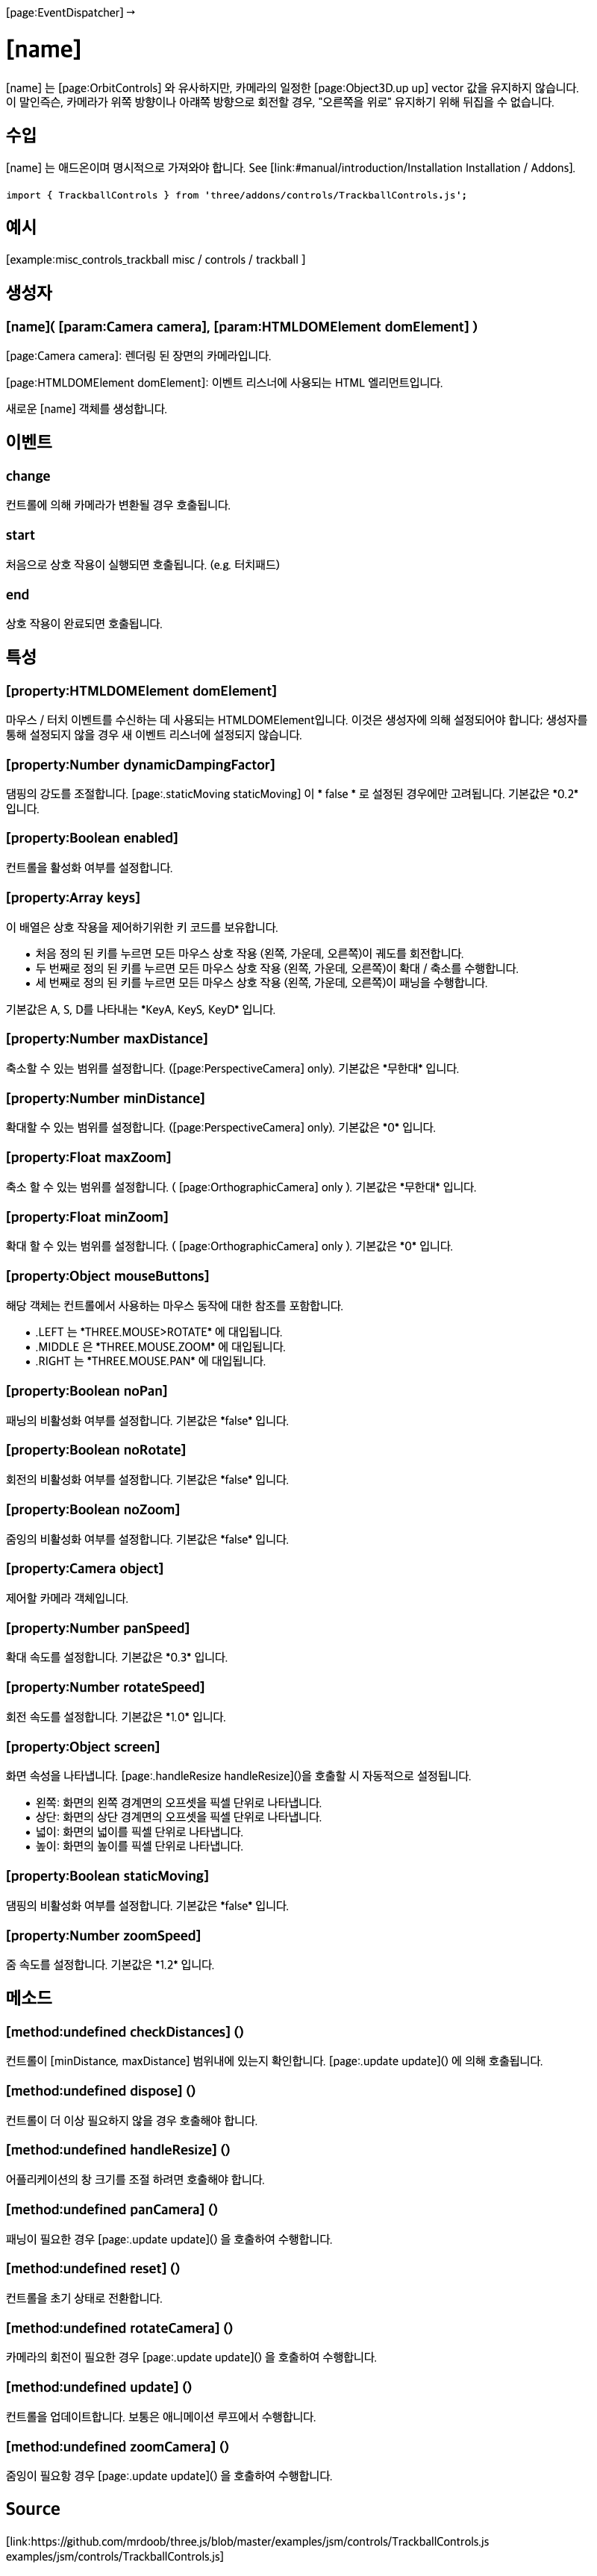 [page:EventDispatcher] →
[name]
[name] 는 [page:OrbitControls] 와 유사하지만, 카메라의 일정한 [page:Object3D.up up] vector 값을 유지하지 않습니다.
이 말인즉슨, 카메라가 위쪽 방향이나 아래쪽 방향으로 회전할 경우, "오른쪽을 위로" 유지하기 위해 뒤집을 수 없습니다.
수입
[name] 는 애드온이며 명시적으로 가져와야 합니다. See [link:#manual/introduction/Installation Installation / Addons].
import { TrackballControls } from 'three/addons/controls/TrackballControls.js';
예시
[example:misc_controls_trackball misc / controls / trackball ]
생성자
[name]( [param:Camera camera], [param:HTMLDOMElement domElement] )
[page:Camera camera]: 렌더링 된 장면의 카메라입니다.
[page:HTMLDOMElement domElement]: 이벤트 리스너에 사용되는 HTML 엘리먼트입니다.
새로운 [name] 객체를 생성합니다.
이벤트
change
컨트롤에 의해 카메라가 변환될 경우 호출됩니다.
start
처음으로 상호 작용이 실행되면 호출됩니다. (e.g. 터치패드)
end
상호 작용이 완료되면 호출됩니다.
특성
[property:HTMLDOMElement domElement]
마우스 / 터치 이벤트를 수신하는 데 사용되는 HTMLDOMElement입니다. 이것은 생성자에 의해 설정되어야 합니다; 생성자를
통해 설정되지 않을 경우 새 이벤트 리스너에 설정되지 않습니다.
[property:Number dynamicDampingFactor]
댐핑의 강도를 조절합니다. [page:.staticMoving staticMoving] 이 * false * 로 설정된 경우에만 고려됩니다. 기본값은 *0.2*
입니다.
[property:Boolean enabled]
컨트롤을 활성화 여부를 설정합니다.
[property:Array keys]
이 배열은 상호 작용을 제어하기위한 키 코드를 보유합니다.
• 처음 정의 된 키를 누르면 모든 마우스 상호 작용 (왼쪽, 가운데, 오른쪽)이 궤도를 회전합니다.
• 두 번째로 정의 된 키를 누르면 모든 마우스 상호 작용 (왼쪽, 가운데, 오른쪽)이 확대 / 축소를 수행합니다.
• 세 번째로 정의 된 키를 누르면 모든 마우스 상호 작용 (왼쪽, 가운데, 오른쪽)이 패닝을 수행합니다.
기본값은 A, S, D를 나타내는 *KeyA, KeyS, KeyD* 입니다.
[property:Number maxDistance]
축소할 수 있는 범위를 설정합니다. ([page:PerspectiveCamera] only). 기본값은 *무한대* 입니다.
[property:Number minDistance]
확대할 수 있는 범위를 설정합니다. ([page:PerspectiveCamera] only). 기본값은 *0* 입니다.
[property:Float maxZoom]
축소 할 수 있는 범위를 설정합니다. ( [page:OrthographicCamera] only ). 기본값은 *무한대* 입니다.
[property:Float minZoom]
확대 할 수 있는 범위를 설정합니다. ( [page:OrthographicCamera] only ). 기본값은 *0* 입니다.
[property:Object mouseButtons]
해당 객체는 컨트롤에서 사용하는 마우스 동작에 대한 참조를 포함합니다.
• .LEFT 는 *THREE.MOUSE>ROTATE* 에 대입됩니다.
• .MIDDLE 은 *THREE.MOUSE.ZOOM* 에 대입됩니다.
• .RIGHT 는 *THREE.MOUSE.PAN* 에 대입됩니다.
[property:Boolean noPan]
패닝의 비활성화 여부를 설정합니다. 기본값은 *false* 입니다.
[property:Boolean noRotate]
회전의 비활성화 여부를 설정합니다. 기본값은 *false* 입니다.
[property:Boolean noZoom]
줌잉의 비활성화 여부를 설정합니다. 기본값은 *false* 입니다.
[property:Camera object]
제어할 카메라 객체입니다.
[property:Number panSpeed]
확대 속도를 설정합니다. 기본값은 *0.3* 입니다.
[property:Number rotateSpeed]
회전 속도를 설정합니다. 기본값은 *1.0* 입니다.
[property:Object screen]
화면 속성을 나타냅니다. [page:.handleResize handleResize]()을 호출할 시 자동적으로 설정됩니다.
• 왼쪽: 화면의 왼쪽 경계면의 오프셋을 픽셀 단위로 나타냅니다.
• 상단: 화면의 상단 경계면의 오프셋을 픽셀 단위로 나타냅니다.
• 넓이: 화면의 넓이를 픽셀 단위로 나타냅니다.
• 높이: 화면의 높이를 픽셀 단위로 나타냅니다.
[property:Boolean staticMoving]
댐핑의 비활성화 여부를 설정합니다. 기본값은 *false* 입니다.
[property:Number zoomSpeed]
줌 속도를 설정합니다. 기본값은 *1.2* 입니다.
메소드
[method:undefined checkDistances] ()
컨트롤이 [minDistance, maxDistance] 범위내에 있는지 확인합니다. [page:.update update]() 에 의해 호출됩니다.
[method:undefined dispose] ()
컨트롤이 더 이상 필요하지 않을 경우 호출해야 합니다.
[method:undefined handleResize] ()
어플리케이션의 창 크기를 조절 하려면 호출해야 합니다.
[method:undefined panCamera] ()
패닝이 필요한 경우 [page:.update update]() 을 호출하여 수행합니다.
[method:undefined reset] ()
컨트롤을 초기 상태로 전환합니다.
[method:undefined rotateCamera] ()
카메라의 회전이 필요한 경우 [page:.update update]() 을 호출하여 수행합니다.
[method:undefined update] ()
컨트롤을 업데이트합니다. 보통은 애니메이션 루프에서 수행합니다.
[method:undefined zoomCamera] ()
줌잉이 필요항 경우 [page:.update update]() 을 호출하여 수행합니다.
Source
[link:https://github.com/mrdoob/three.js/blob/master/examples/jsm/controls/TrackballControls.js
examples/jsm/controls/TrackballControls.js]